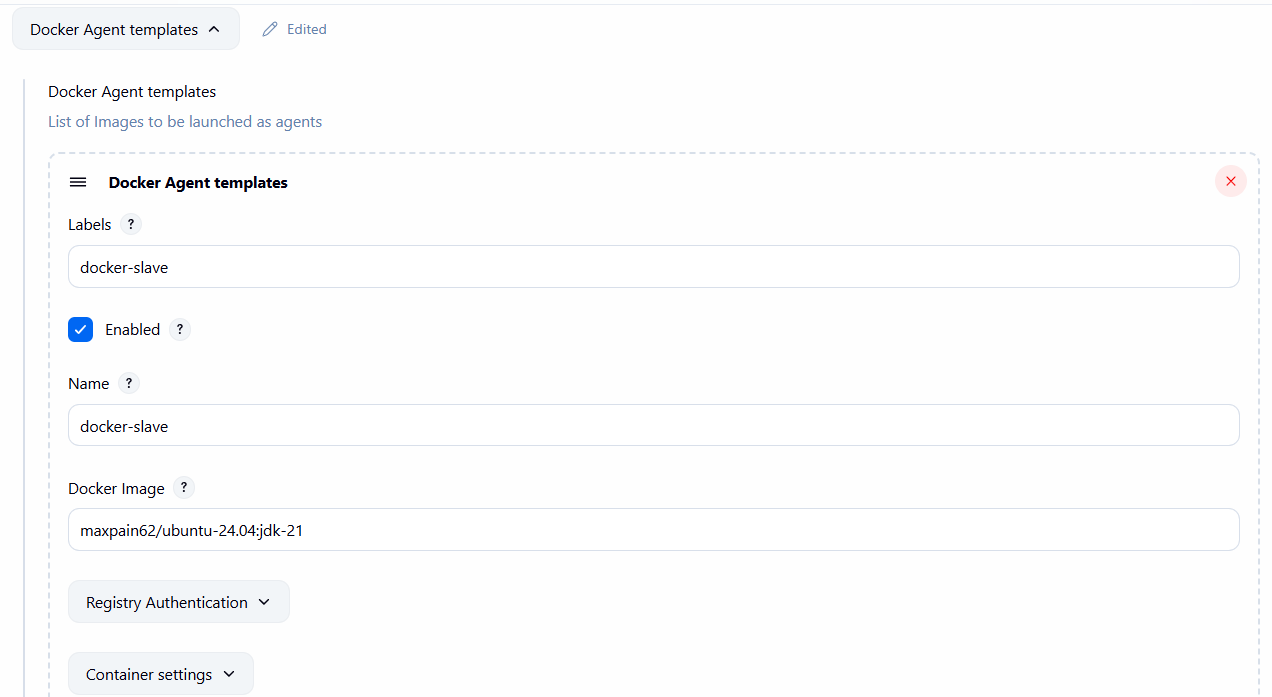 Docker Agent templates
Edited
Docker Agent templates
List of Images to be launched as agents
Docker Agent templates
Labels ?
docker-slave
Enabled ?
Name ?
docker-slave
Docker Image ?
maxpain62/ubuntu-24.04:jdk-21
Registry Authentication
Container settings